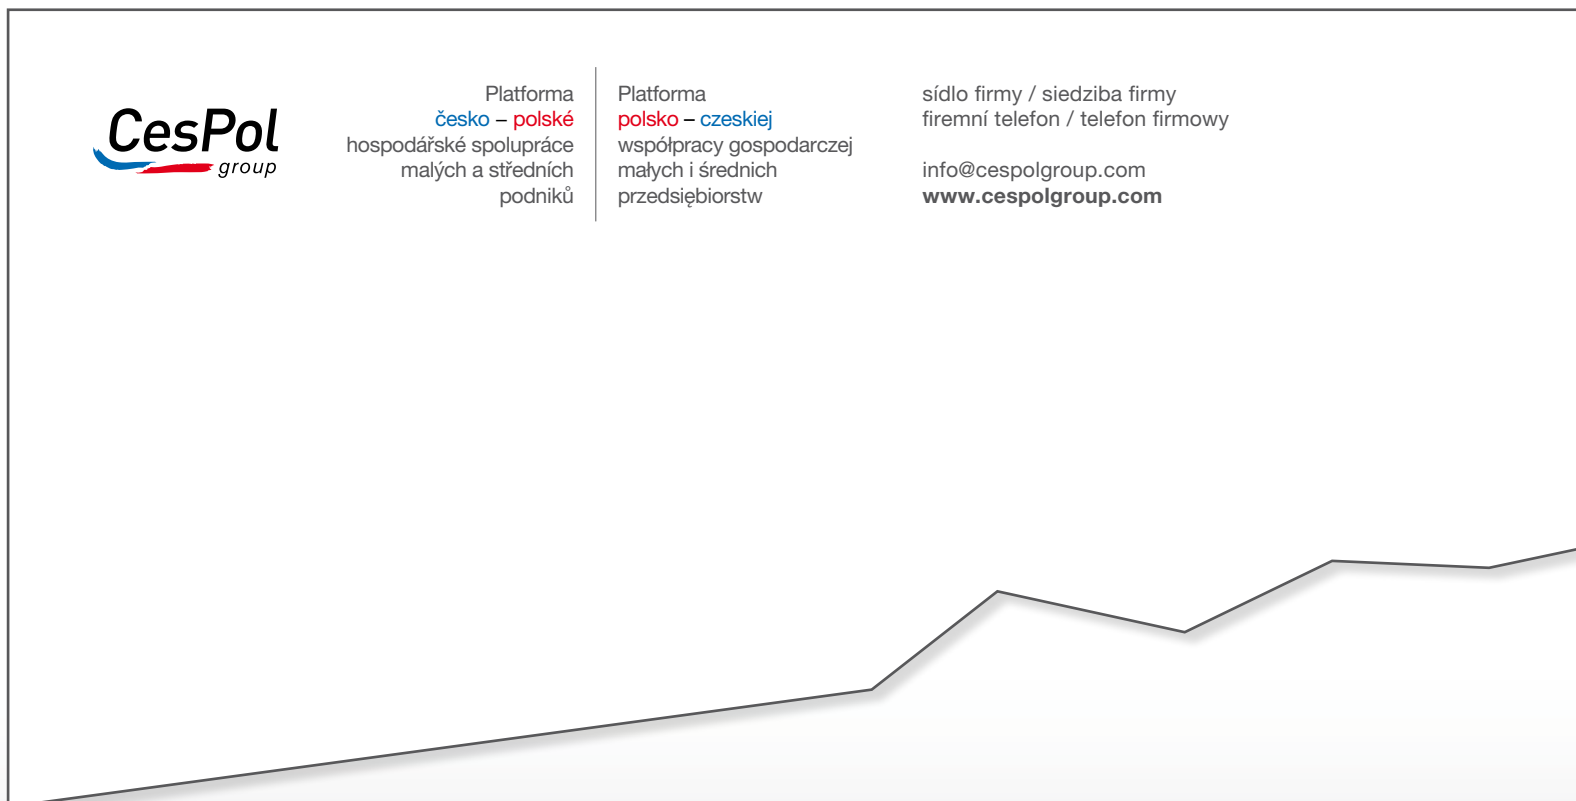 CesPol
group
Platforma
česko – polské
hospodářské spolupráce
malých a středních
podniků
Platforma
polsko – czeskiej
współpracy gospodarczej
małych i średnich
przedsiębiorstw
sídlo firmy / siedziba firmy
firemní telefon / telefon firmowy
info@cespolgroup.com
www.cespolgroup.com